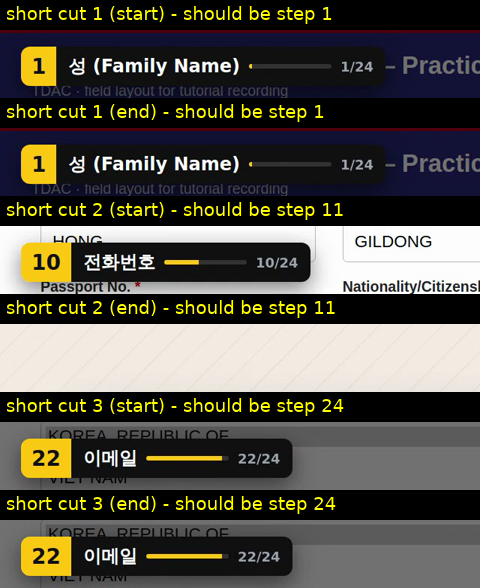 short cut 1 (start) - should be step 1
1 성 (Family Name) 1/24 – Practic
TDAC · field layout for tutorial recording
short cut 1 (end) - should be step 1
1 성 (Family Name) 1/24 – Practic
TDAC · field layout for tutorial recording
short cut 2 (start) - should be step 11
HONG GILDONG
10 전화번호 10/24
Passport No. * Nationality/Citizens
short cut 2 (end) - should be step 11
short cut 3 (start) - should be step 24
KOREA, REPUBLIC OF
22 이메일 22/24
VIET NAM
short cut 3 (end) - should be step 24
KOREA, REPUBLIC OF
22 이메일 22/24
VIET NAM